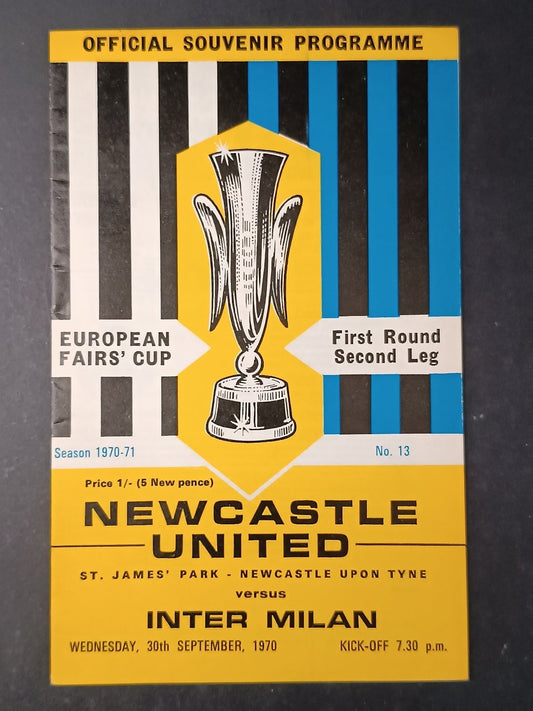 OFFICIAL SOUVENIR PROGRAMME
EUROPEAN
FAIRS' CUP
First Round
Second Leg
Season 1970-71
No. 13
Price 1/- (5 New pence)
NEWCASTLE
UNITED
ST. JAMES' PARK - NEWCASTLE UPON TYNE
versus
INTER MILAN
WEDNESDAY, 30th SEPTEMBER, 1970
KICK-OFF 7.30 p.m.